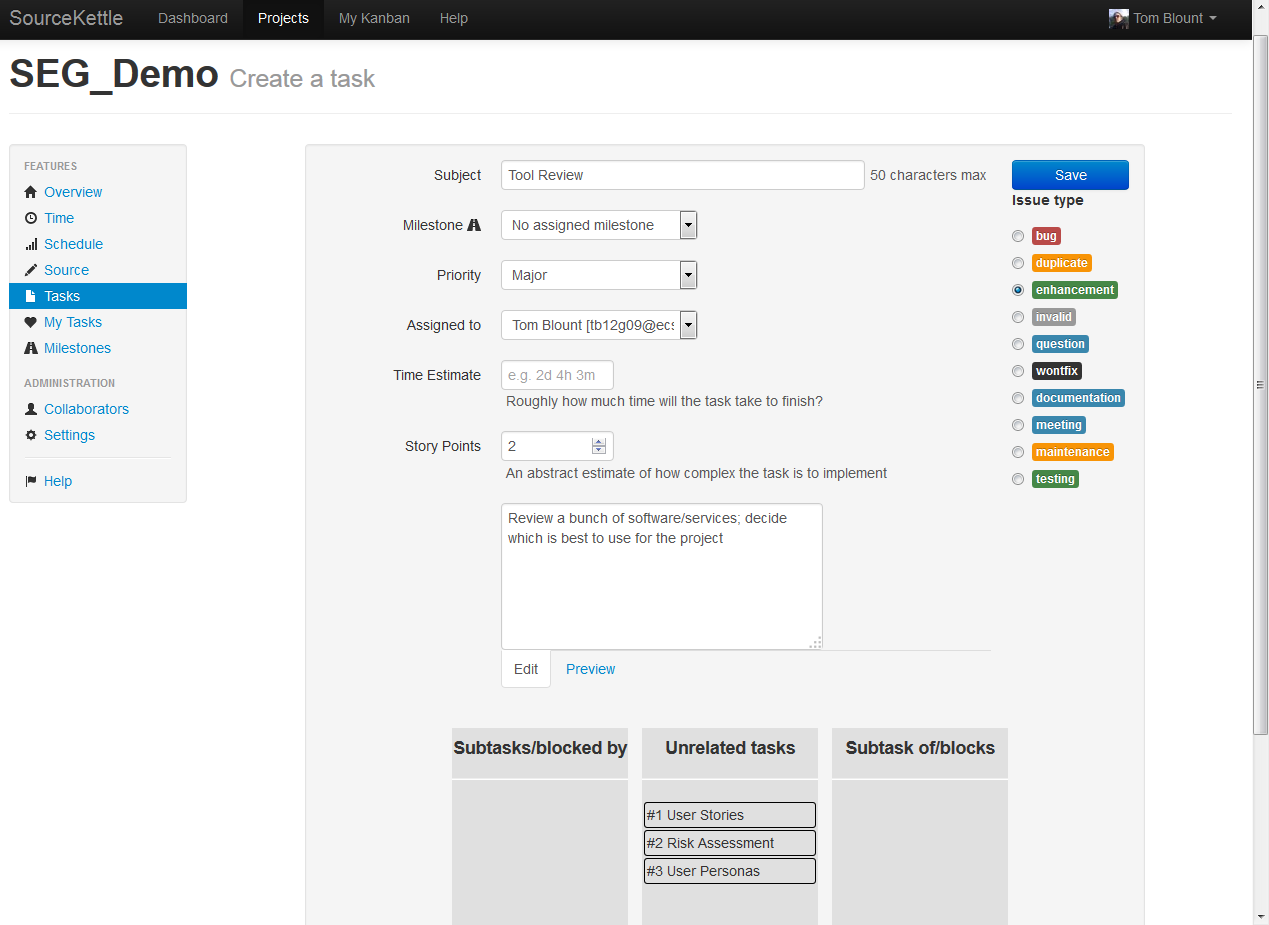 SourceKettle Dashboard Projects My Kanban Help Tom Blount
SEG_Demo Create a task
FEATURES
Overview
Time
Schedule
Source
Tasks
My Tasks
Milestones
ADMINISTRATION
Collaborators
Settings
Help
Subject Tool Review 50 characters max
Milestone No assigned milestone
Priority Major
Assigned to Tom Blount [tb12g09@ecs
Time Estimate e.g. 2d 4h 3m
Roughly how much time will the task take to finish?
Story Points 2
An abstract estimate of how complex the task is to implement
Review a bunch of software/services; decide
which is best to use for the project
Edit Preview
Save
Issue type
bug
duplicate
enhancement
invalid
question
wontfix
documentation
meeting
maintenance
testing
Subtasks/blocked by Unrelated tasks Subtask of/blocks
#1 User Stories
#2 Risk Assessment
#3 User Personas